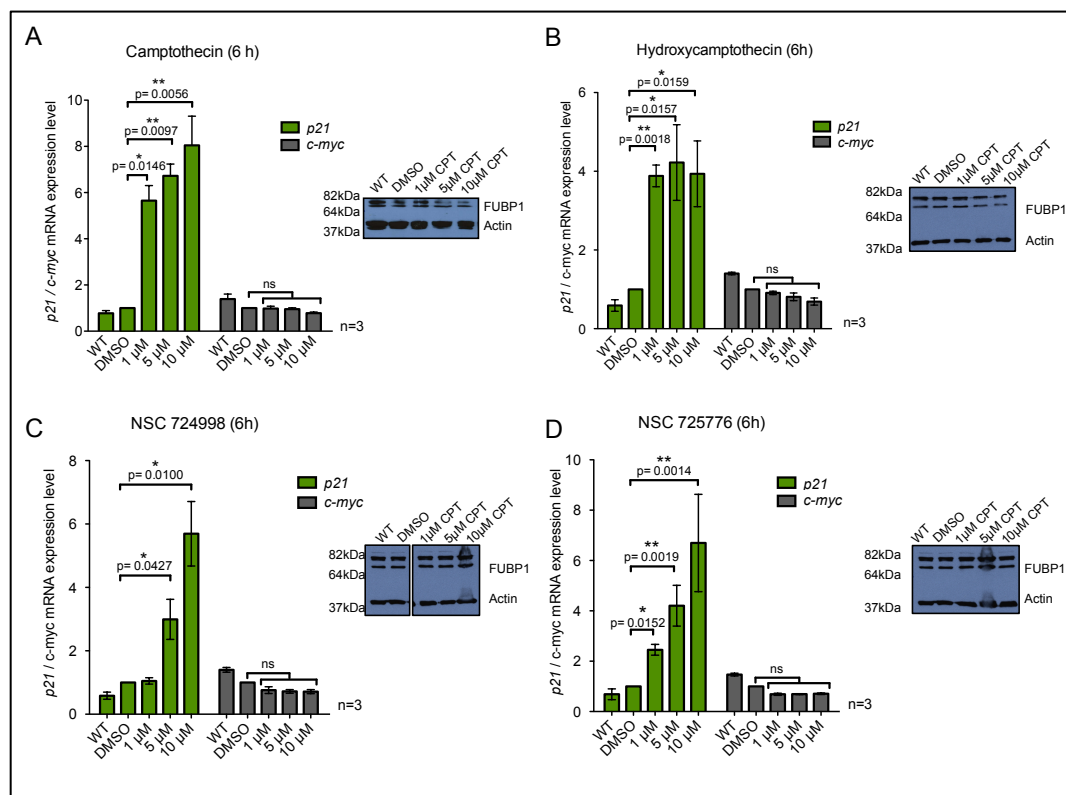 A
Camptothecin (6 h)
p21 / c-myc mRNA expression level
10
8
6
4
2
0
**
p= 0.0056
**
p= 0.0097
*
p= 0.0146
ns
p21
c-myc
WT
DMSO
1 µM
5 µM
10 µM
WT
DMSO
1 µM
5 µM
10 µM
n=3
WT
DMSO
1µM CPT
5µM CPT
10µM CPT
82kDa
64kDa
37kDa
FUBP1
Actin
B
Hydroxycamptothecin (6h)
p21 / c-myc mRNA expression level
6
4
2
0
*
p= 0.0159
*
p= 0.0157
**
p= 0.0018
ns
p21
c-myc
WT
DMSO
1 µM
5 µM
10 µM
WT
DMSO
1 µM
5 µM
10 µM
n=3
WT
DMSO
1µM CPT
5µM CPT
10µM CPT
82kDa
64kDa
37kDa
FUBP1
Actin
C
NSC 724998 (6h)
p21 / c-myc mRNA expression level
8
6
4
2
0
*
p= 0.0100
*
p= 0.0427
ns
p21
c-myc
WT
DMSO
1 µM
5 µM
10 µM
WT
DMSO
1 µM
5 µM
10 µM
n=3
WT
DMSO
1µM CPT
5µM CPT
10µM CPT
82kDa
64kDa
37kDa
FUBP1
Actin
D
NSC 725776 (6h)
p21 / c-myc mRNA expression level
10
8
6
4
2
0
**
p= 0.0014
**
p= 0.0019
*
p= 0.0152
ns
p21
c-myc
WT
DMSO
1 µM
5 µM
10 µM
WT
DMSO
1 µM
5 µM
10 µM
n=3
WT
DMSO
1µM CPT
5µM CPT
10µM CPT
82kDa
64kDa
37kDa
FUBP1
Actin